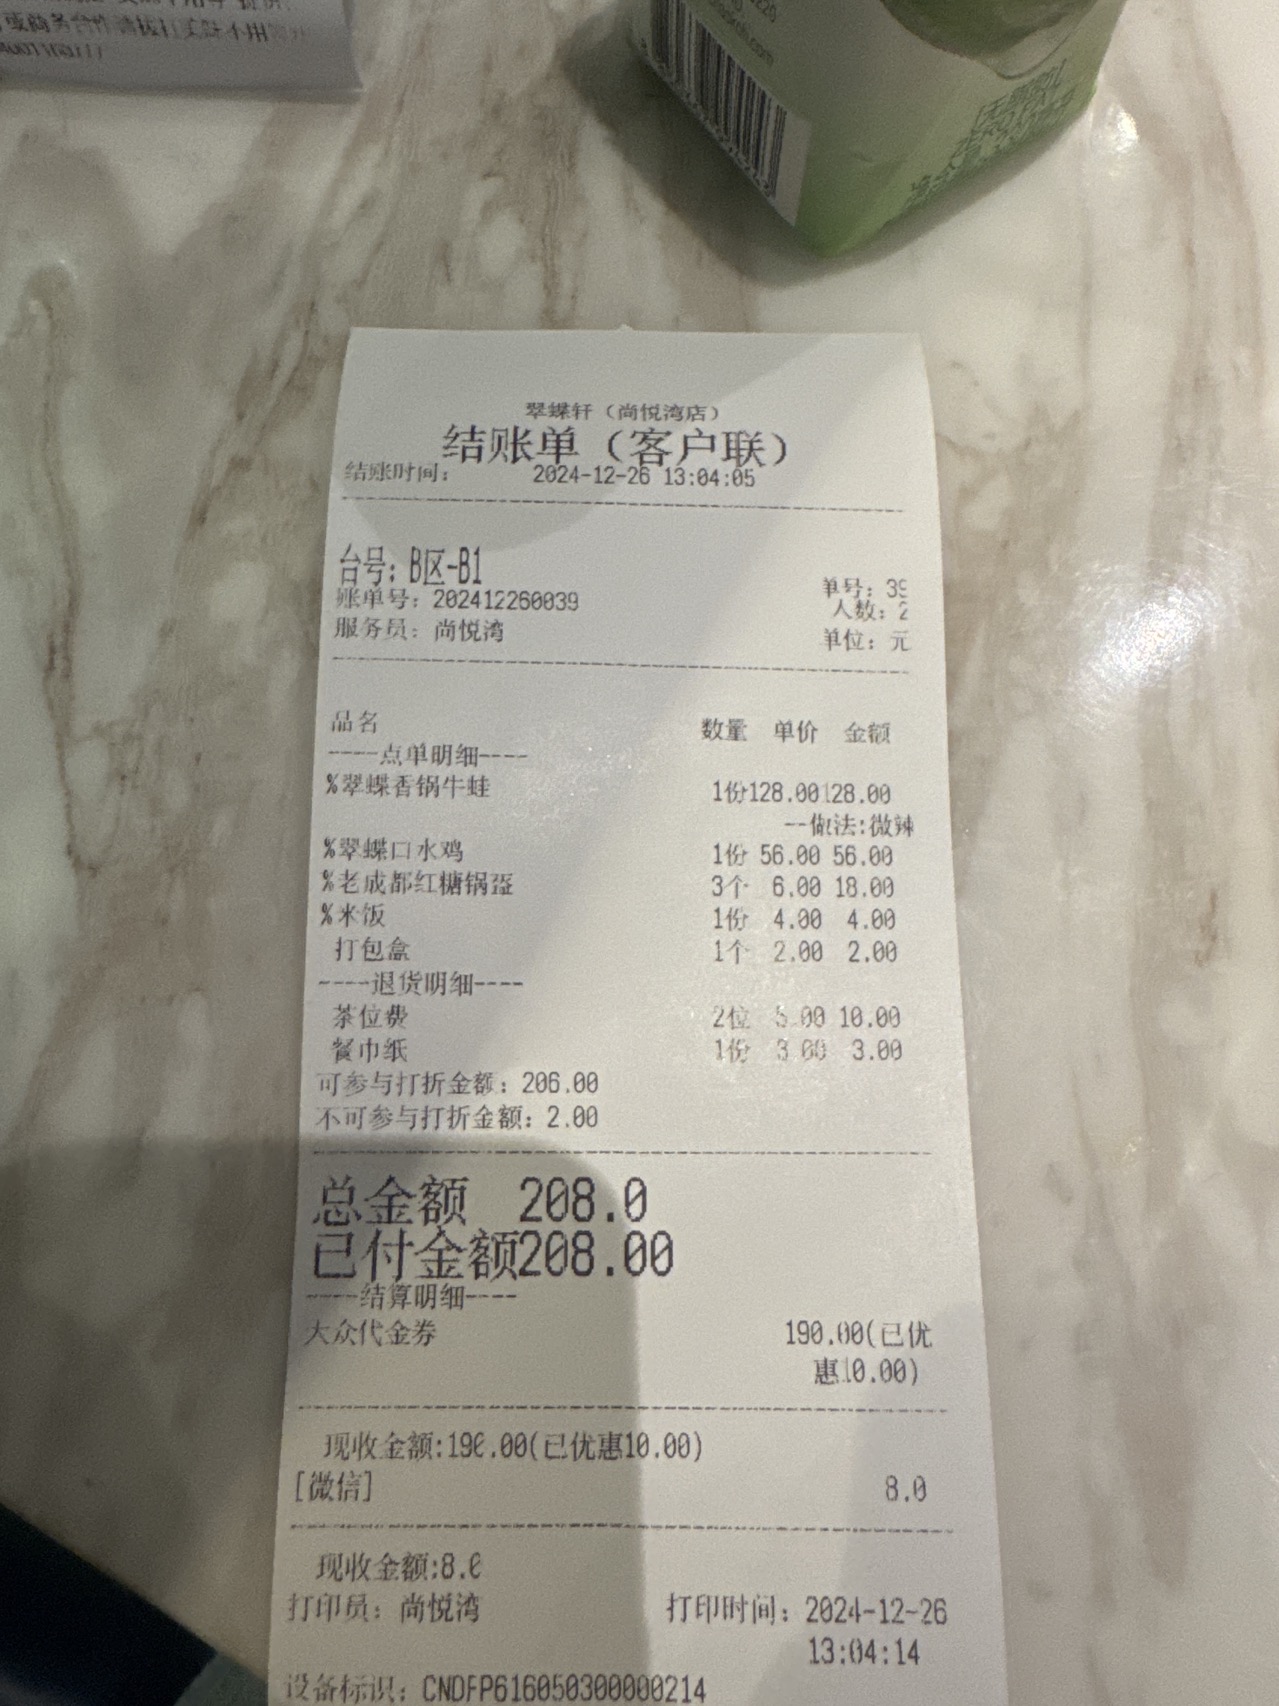 翠蝶轩（尚悦湾店）
结账单（客户联）
结账时间： 2024-12-26 13:04:05
台号：B区-B1
单号：39
账单号：202412260039
人数：2
服务员：尚悦湾
单位：元
品名 数量 单价 金额
----点单明细----
%翠蝶香锅牛蛙 1份128.00128.00
--做法:微辣
%翠蝶口水鸡 1份 56.00 56.00
%老成都红糖锅盔 3个 6.00 18.00
%米饭 1份 4.00 4.00
打包盒 1个 2.00 2.00
----退货明细----
茶位费 2位 5.00 10.00
餐巾纸 1份 3.00 3.00
可参与打折金额：206.00
不可参与打折金额：2.00
总金额 208.0
已付金额208.00
----结算明细----
大众代金券 190.00(已优
惠10.00)
现收金额:190.00(已优惠10.00)
[微信] 8.0
现收金额:8.0
打印员：尚悦湾 打印时间：2024-12-26
13:04:14
设备标识：CNDFP616050300000214